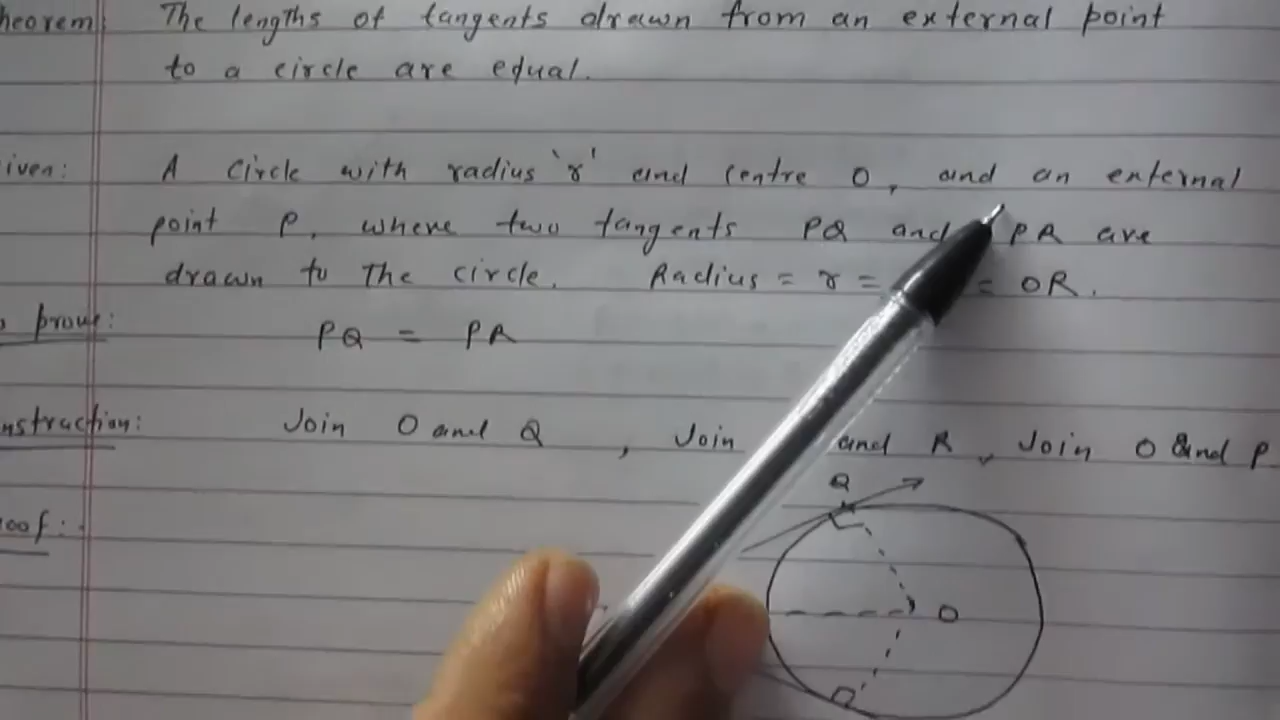 heorem: The lengths of tangents drawn from an external point
to a circle are equal.
iven: A circle with radius 'r' and centre O, and an external
point P, where two tangents PQ and PR are
drawn to the circle. Radius = r = = OR.
prove: PQ = PR
nstruction: Join O and Q , Join and R, Join O and P
Q
oof:
O